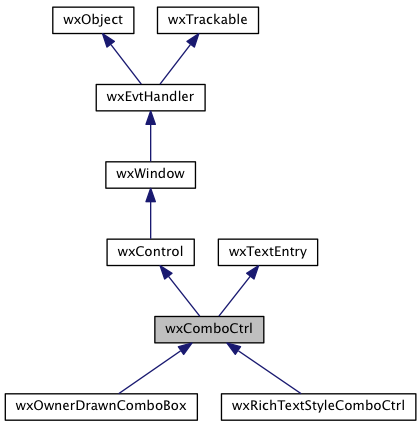 wxObject
wxTrackable
wxEvtHandler
wxWindow
wxControl
wxTextEntry
wxComboCtrl
wxOwnerDrawnComboBox
wxRichTextStyleComboCtrl